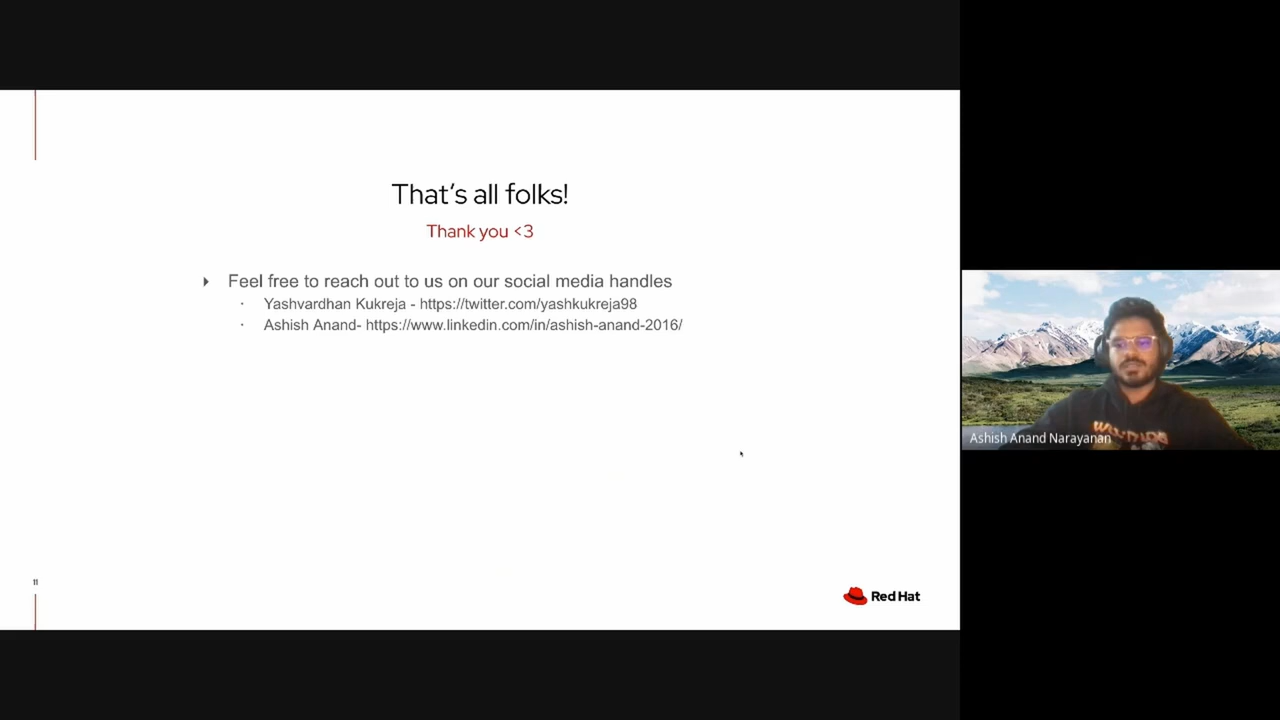 That's all folks!
Thank you <3
Feel free to reach out to us on our social media handles
Yashvardhan Kukreja - https://twitter.com/yashkukreja98
Ashish Anand- https://www.linkedin.com/in/ashish-anand-2016/
11
Red Hat
Ashish Anand Narayanan